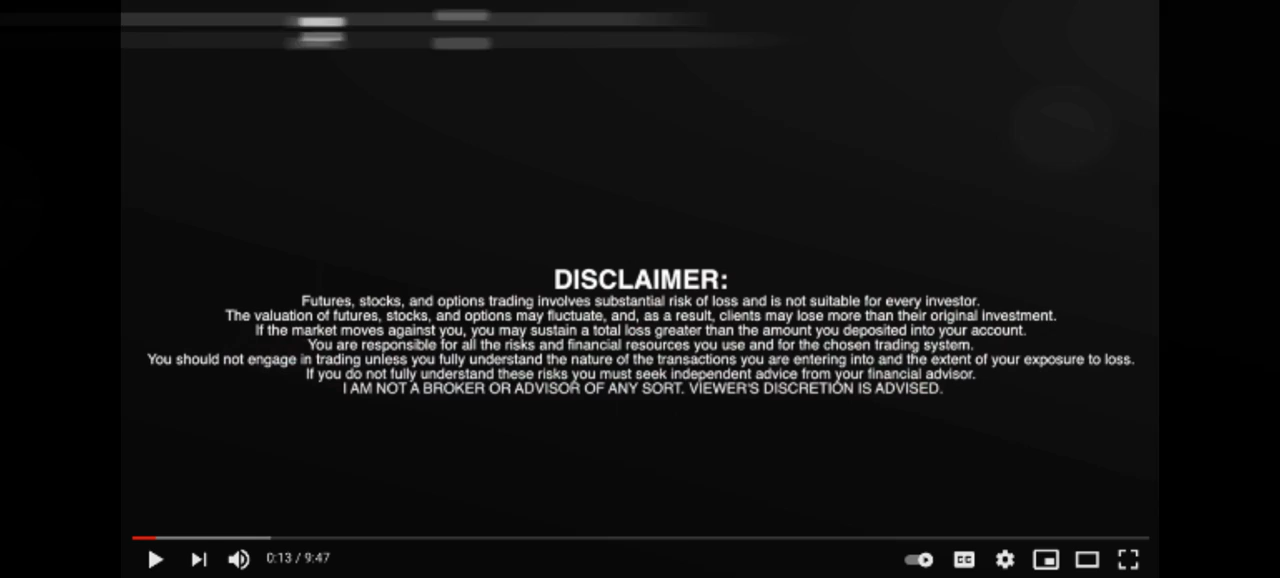 DISCLAIMER:
Futures, stocks, and options trading involves substantial risk of loss and is not suitable for every investor.
The valuation of futures, stocks, and options may fluctuate, and, as a result, clients may lose more than their original investment.
If the market moves against you, you may sustain a total loss greater than the amount you deposited into your account.
You are responsible for all the risks and financial resources you use and for the chosen trading system.
You should not engage in trading unless you fully understand the nature of the transactions you are entering into and the extent of your exposure to loss.
If you do not fully understand these risks you must seek independent advice from your financial advisor.
I AM NOT A BROKER OR ADVISOR OF ANY SORT. VIEWER'S DISCRETION IS ADVISED.
0:13 / 9:47
CC